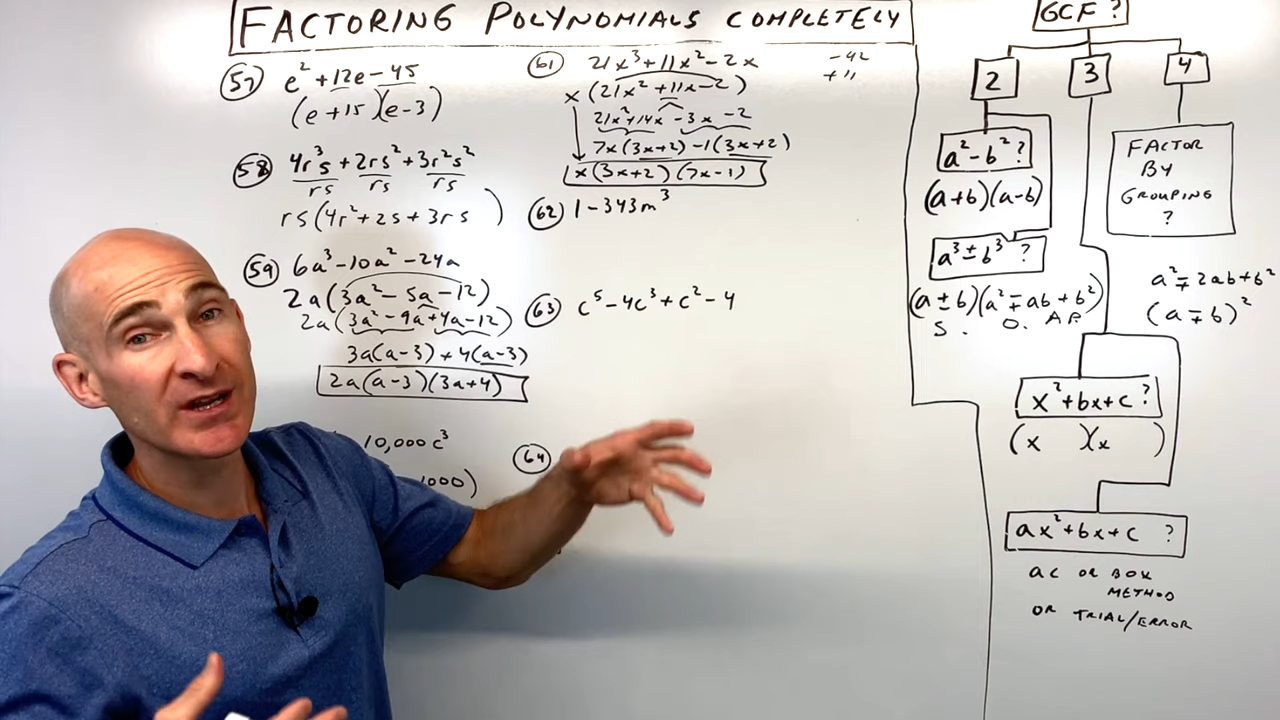 FACTORING POLYNOMIALS COMPLETELY
57) e² + 12e - 45
(e + 15)(e - 3)
58) 4r³s + 2rs² + 3r²s²
rs rs rs
rs(4r² + 2s + 3rs )
59) 6a³ - 10a² - 24a
2a(3a² - 5a - 12)
2a(3a² - 9a + 4a - 12)
3a(a - 3) + 4(a - 3)
2a(a - 3)(3a + 4)
10,000c³
1000)
61) 21x³ + 11x² - 2x
-42
+11
x(21x² + 11x - 2)
21x² + 14x - 3x - 2
7x(3x + 2) - 1(3x + 2)
x(3x + 2)(7x - 1)
62) 1 - 343m³
63) c⁵ - 4c³ + c² - 4
64
GCF?
2 3 4
a² - b²?
(a + b)(a - b)
a³ ± b³ ?
(a ± b)(a² ∓ ab + b²)
S. O. A.P.
FACTOR
BY
GROUPING
?
a² ∓ 2ab + b²
(a ∓ b)²
x² + bx + c ?
(x )(x )
ax² + bx + c ?
ac OR BOX
METHOD
OR TRIAL/ERROR